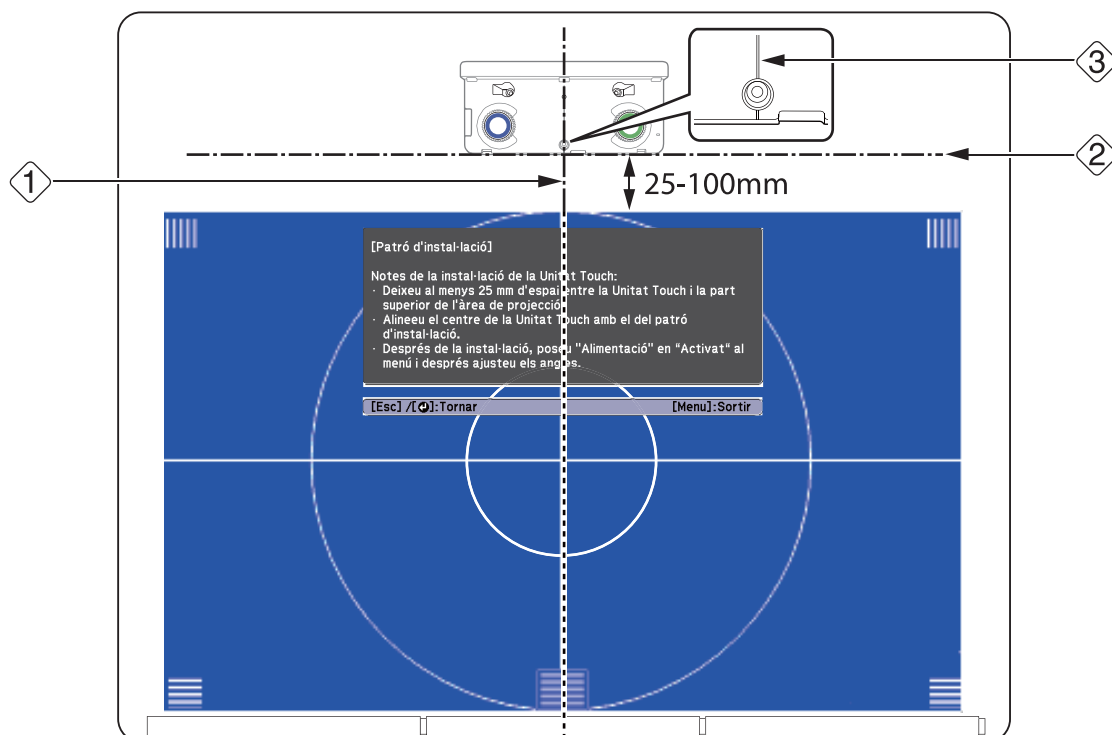 3
2
1
25-100mm
[Patró d'instal·lació]
Notes de la instal·lació de la Unitat Touch:
· Deixeu al menys 25 mm d'espai entre la Unitat Touch i la part
superior de l'àrea de projecció.
· Alineeu el centre de la Unitat Touch amb el del patró
d'instal·lació.
· Després de la instal·lació, poseu "Alimentació" en “Activat“ al
menú i després ajusteu els angles.
[Esc] /[⏎]:Tornar [Menu]:Sortir